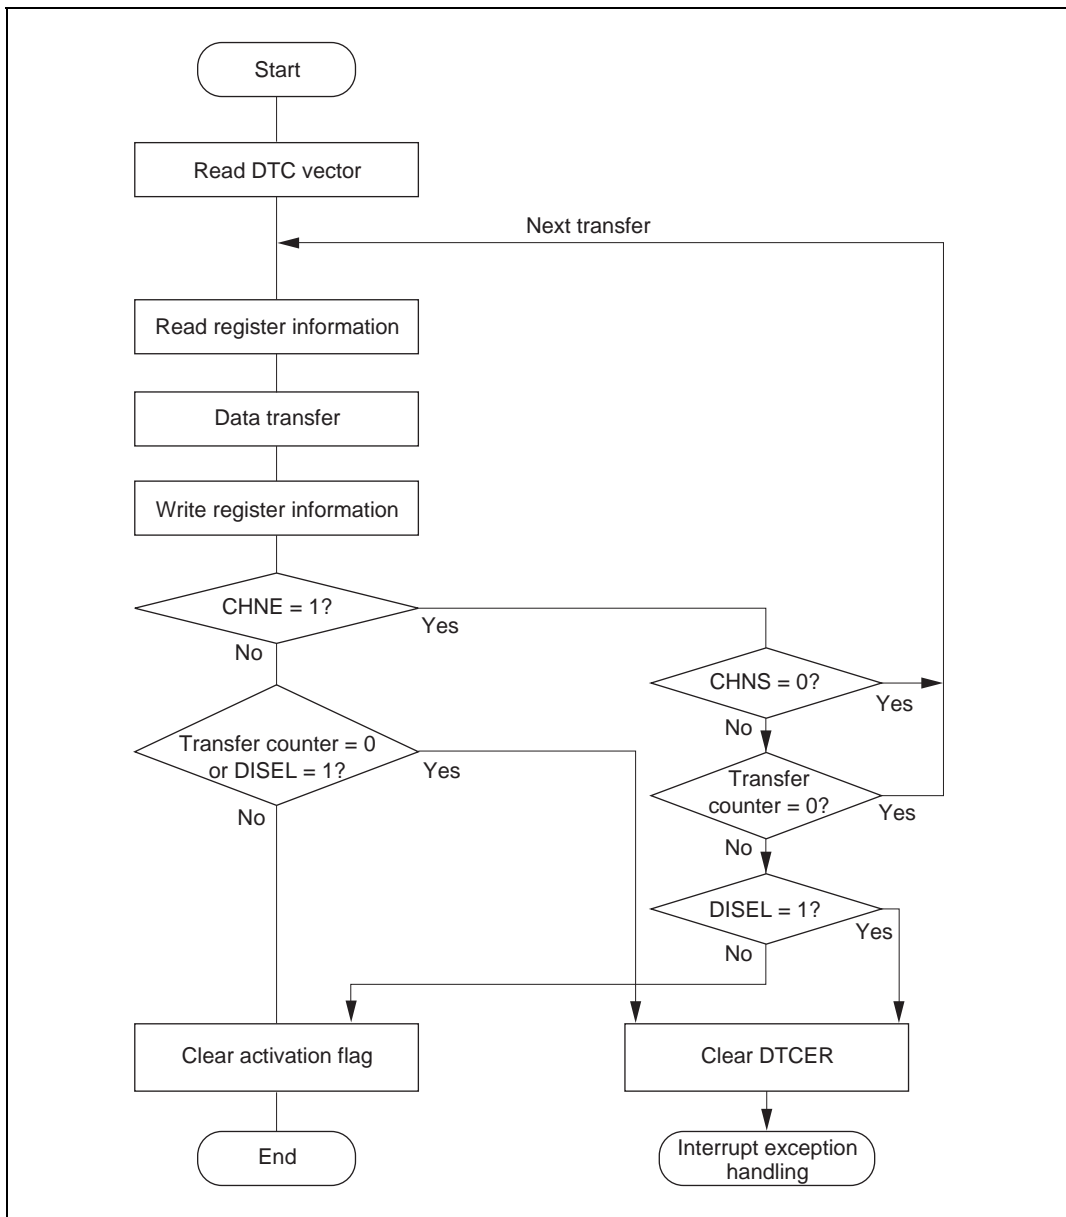 Start
Read DTC vector
Next transfer
Read register information
Data transfer
Write register information
CHNE = 1?
Yes
No
CHNS = 0?
Yes
No
Transfer counter = 0
or DISEL = 1?
Yes
No
Transfer
counter = 0?
Yes
No
DISEL = 1?
Yes
No
Clear activation flag
Clear DTCER
End
Interrupt exception
handling